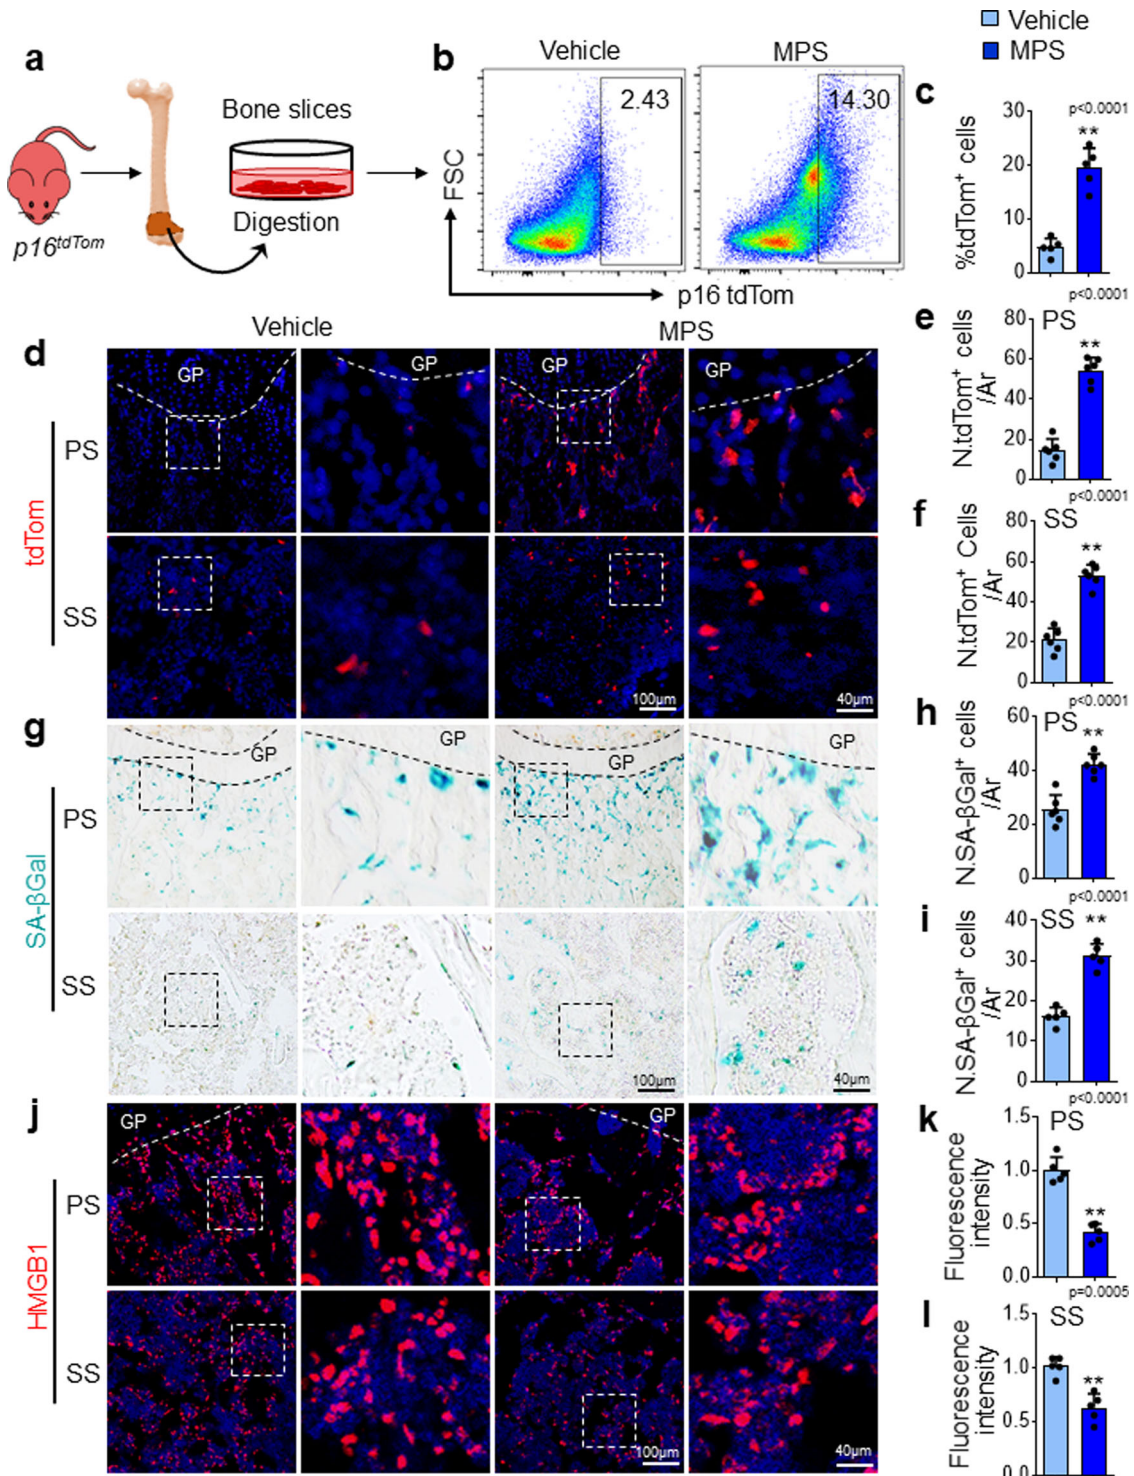 Vehicle
MPS
a
Bone slices
Digestion
p16tdTom
b
Vehicle
MPS
2.43
14.30
FSC
p16 tdTom
c
p<0.0001
**
%tdTom+ cells
30
20
10
0
Vehicle
MPS
d
tdTom
PS
SS
GP
GP
GP
GP
100μm
40μm
e
p<0.0001
PS
**
N.tdTom+ cells
/Ar
80
60
40
20
0
f
p<0.0001
SS
**
N.tdTom+ Cells
/Ar
80
60
40
20
0
g
SA-βGal
PS
SS
GP
GP
GP
GP
100μm
40μm
h
p<0.0001
PS
**
N.SA-βGal+ cells
/Ar
60
40
20
0
i
p<0.0001
SS
**
N.SA-βGal+ cells
/Ar
40
30
20
10
0
j
HMGB1
PS
SS
GP
GP
100μm
40μm
k
p<0.0001
PS
**
Fluorescence
intensity
1.5
1.0
0.5
0.0
l
p=0.0005
SS
**
Fluorescence
intensity
1.5
1.0
0.5
0.0